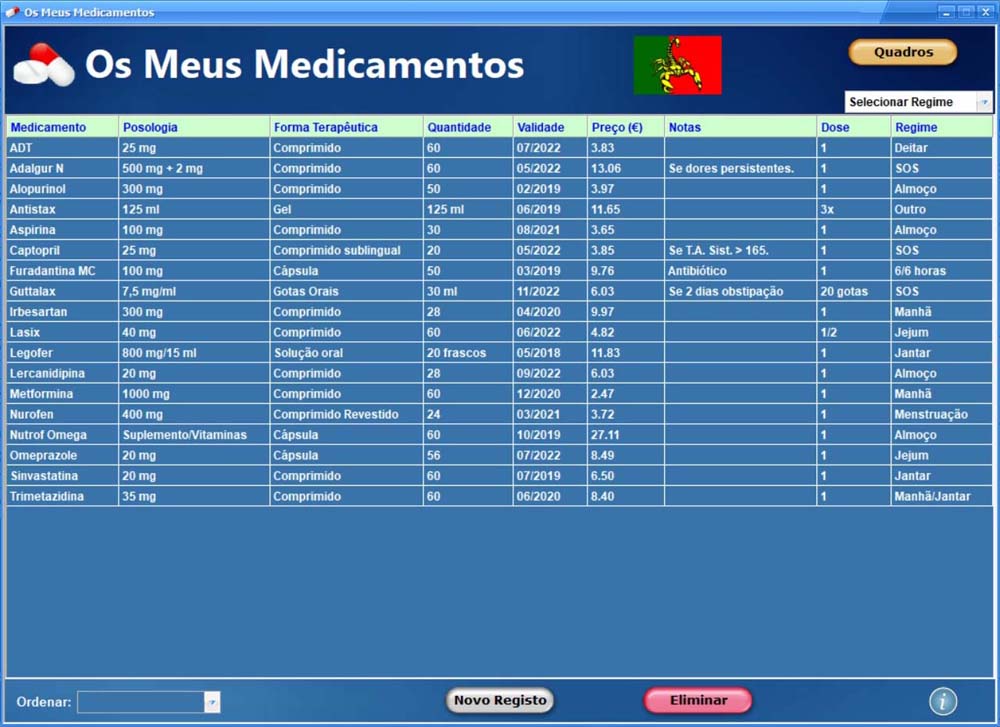 Os Meus Medicamentos
Os Meus Medicamentos
Quadros
Selecionar Regime
Medicamento Posologia Forma Terapêutica Quantidade Validade Preço (€) Notas Dose Regime
ADT 25 mg Comprimido 60 07/2022 3.83 1 Deitar
Adalgur N 500 mg + 2 mg Comprimido 60 05/2022 13.06 Se dores persistentes. 1 SOS
Alopurinol 300 mg Comprimido 50 02/2019 3.97 1 Almoço
Antistax 125 ml Gel 125 ml 06/2019 11.65 3x Outro
Aspirina 100 mg Comprimido 30 08/2021 3.65 1 Almoço
Captopril 25 mg Comprimido sublingual 20 05/2022 3.85 Se T.A. Sist. > 165. 1 SOS
Furadantina MC 100 mg Câpsula 50 03/2019 9.76 Antibiótico 1 6/6 horas
Guttalax 7,5 mg/ml Gotas Orais 30 ml 11/2022 6.03 Se 2 dias obstipação 20 gotas SOS
Irbesartan 300 mg Comprimido 28 04/2020 9.97 1 Manhã
Lasix 40 mg Comprimido 60 06/2022 4.82 1/2 Jejum
Legofer 800 mg/15 ml Solução oral 20 frascos 05/2018 11.83 1 Jantar
Lercanidipina 20 mg Comprimido 28 09/2022 6.03 1 Almoço
Metformina 1000 mg Comprimido 60 12/2020 2.47 1 Manhã
Nurofen 400 mg Comprimido Revestido 24 03/2021 3.72 1 Menstruação
Nutrof Omega Suplemento/Vitaminas Câpsula 60 10/2019 27.11 1 Almoço
Omeprazole 20 mg Câpsula 56 07/2022 8.49 1 Jejum
Sinvastatina 20 mg Comprimido 60 07/2019 6.50 1 Jantar
Trimetazidina 35 mg Comprimido 60 06/2020 8.40 1 Manhã/Jantar
Ordenar: Novo Registo Eliminar i